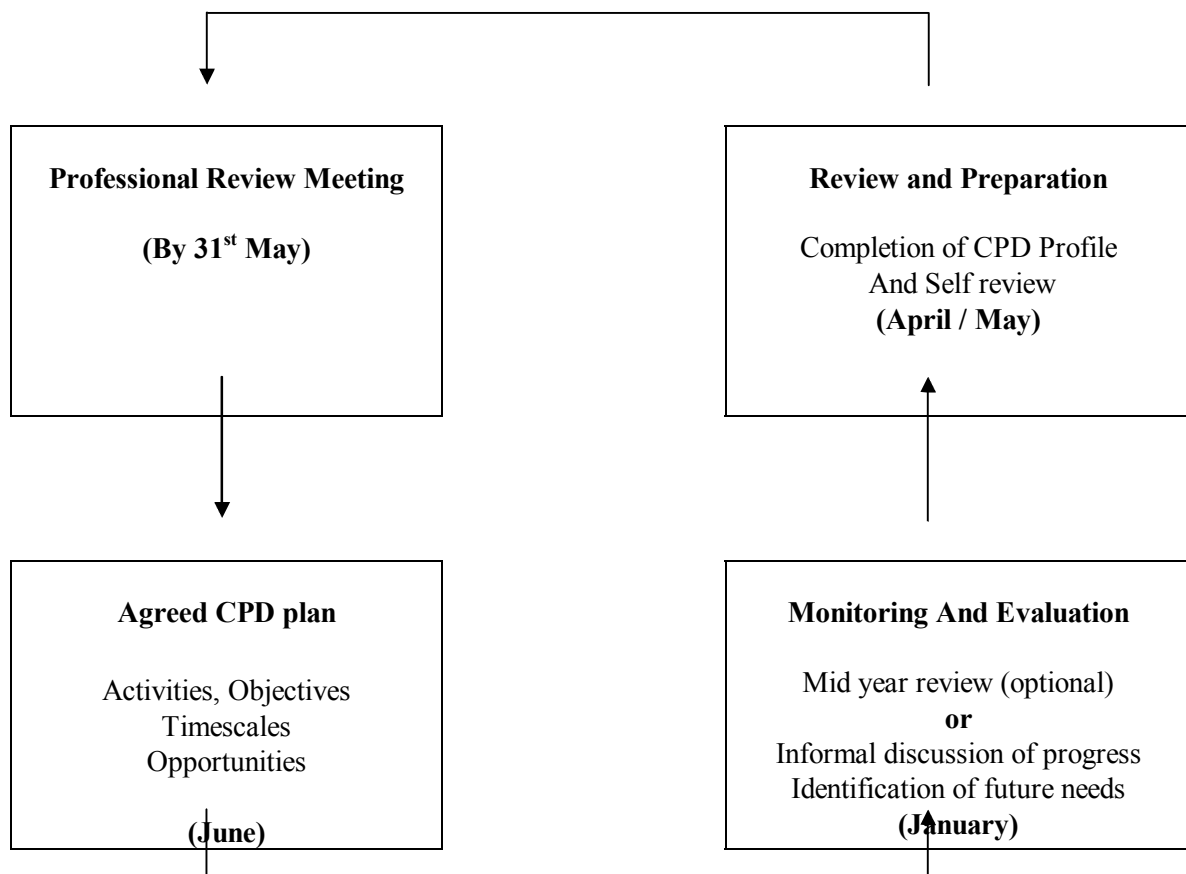 Professional Review Meeting
(By 31st May)
Review and Preparation
Completion of CPD Profile
And Self review
(April / May)
Agreed CPD plan
Activities, Objectives
Timescales
Opportunities
(June)
Monitoring And Evaluation
Mid year review (optional)
or
Informal discussion of progress
Identification of future needs
(January)